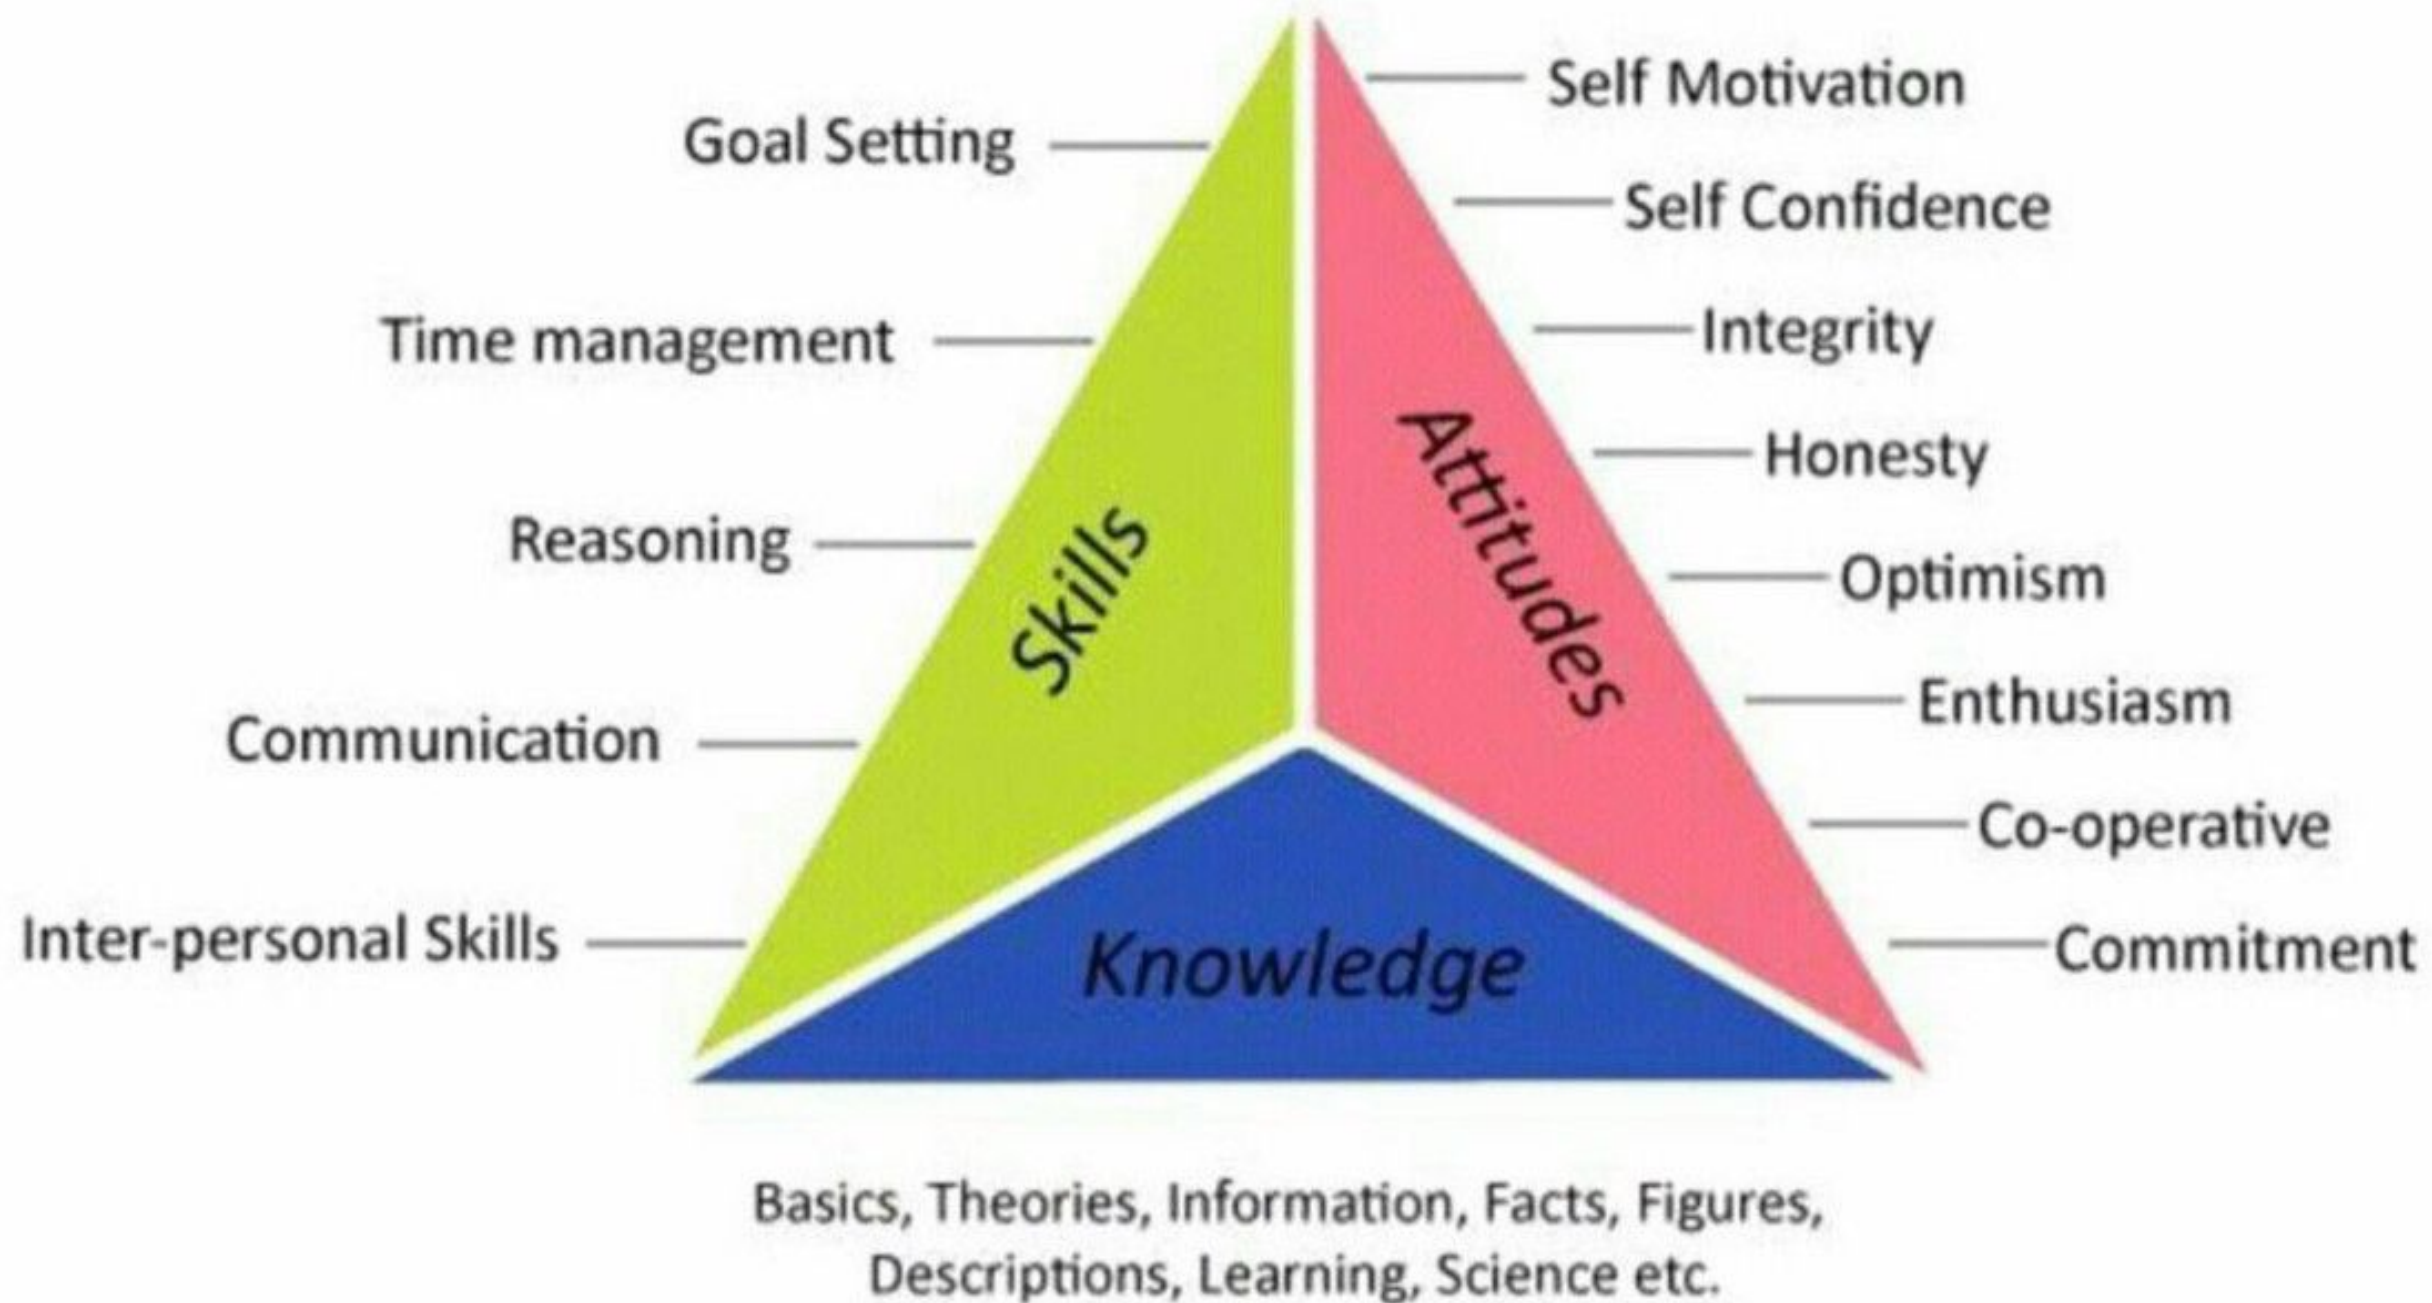 Goal Setting
Time management
Reasoning
Communication
Inter-personal Skills
Skills
Attitudes
Knowledge
Self Motivation
Self Confidence
Integrity
Honesty
Optimism
Enthusiasm
Co-operative
Commitment
Basics, Theories, Information, Facts, Figures,
Descriptions, Learning, Science etc.